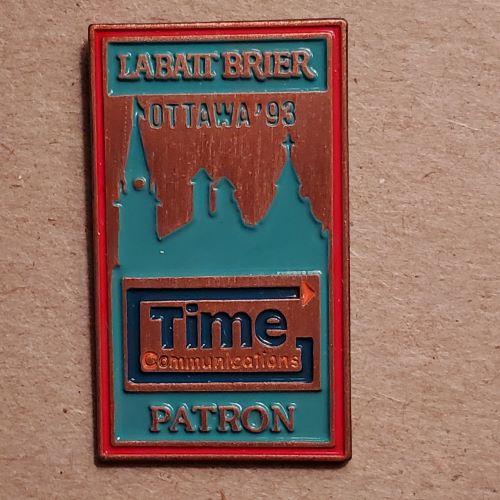 LABATT BRIER
OTTAWA '93
Time
Communications
PATRON